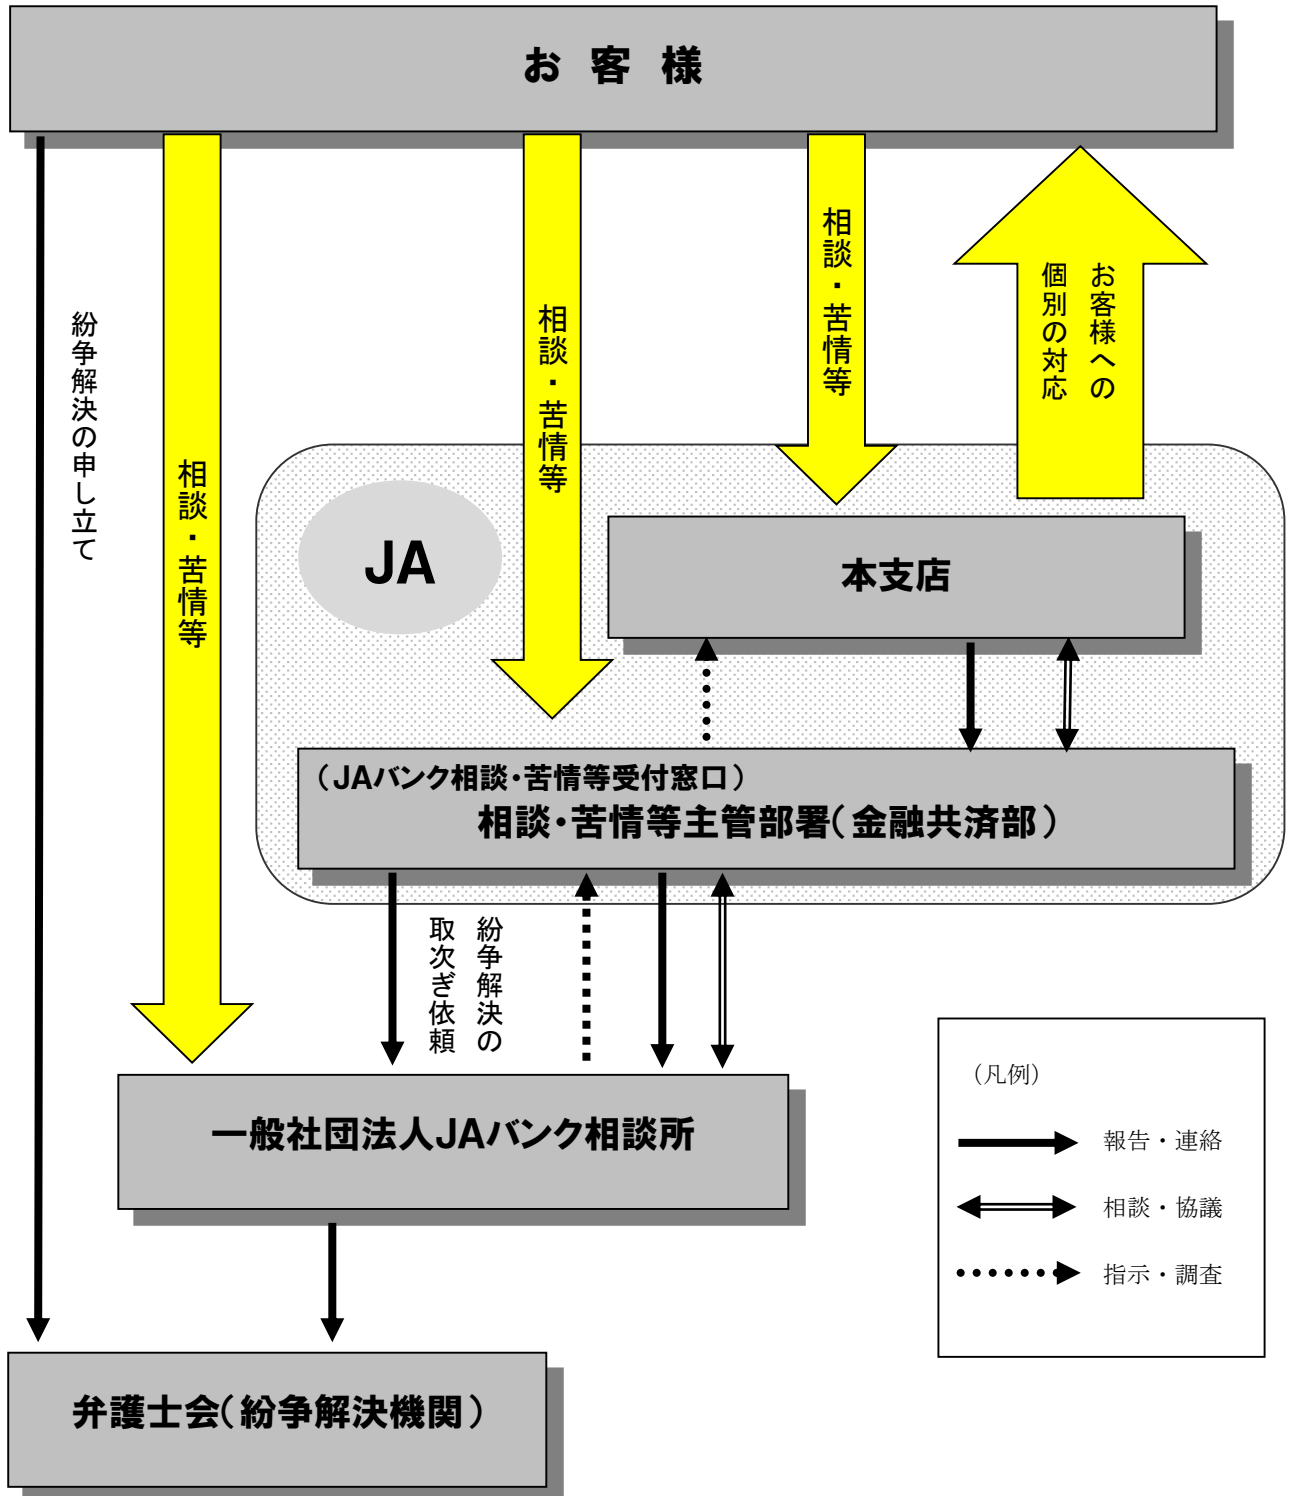 お 客 様
紛争解決の申し立て
相談・苦情等
相談・苦情等
相談・苦情等
お客様への
個別の対応
JA
本支店
（JAバンク相談・苦情等受付窓口）
相談・苦情等主管部署（金融共済部）
紛争解決の
取次ぎ依頼
一般社団法人JAバンク相談所
弁護士会（紛争解決機関）
（凡例）
報告・連絡
相談・協議
指示・調査